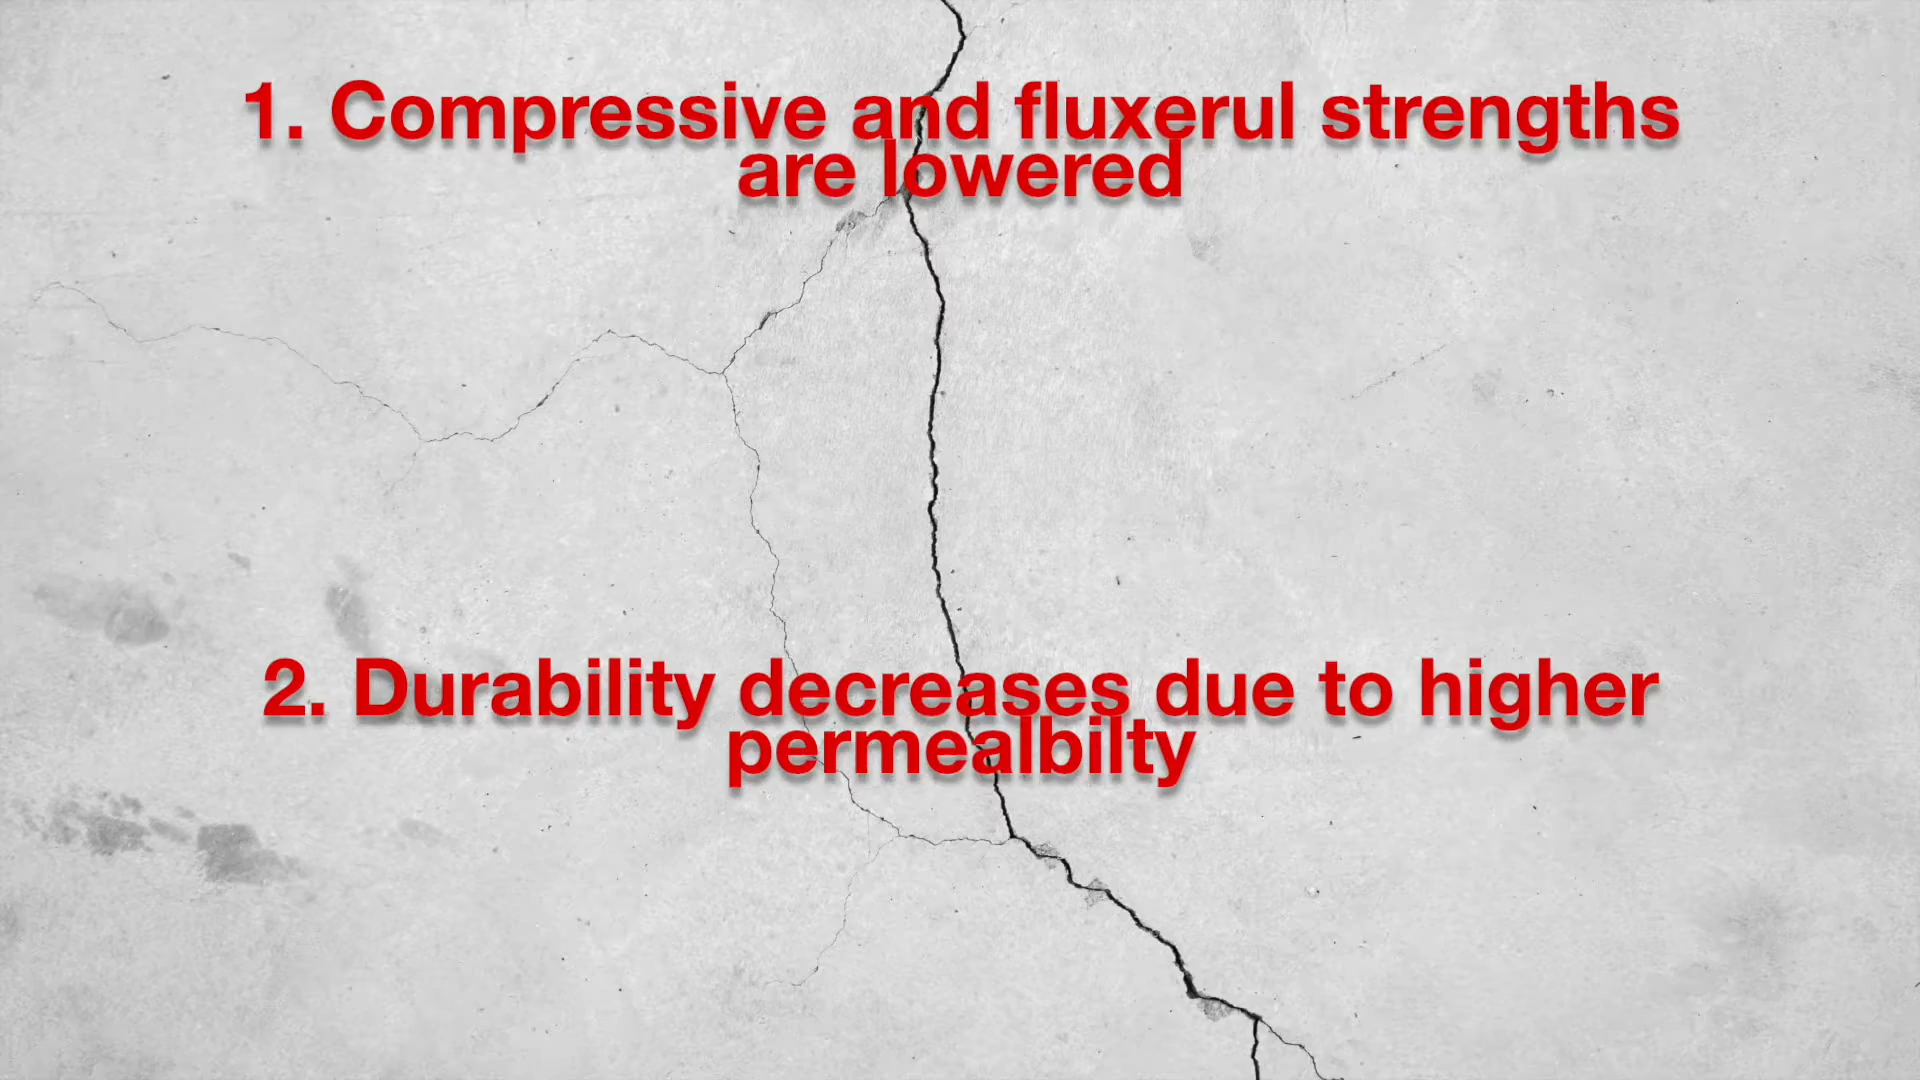 1. Compressive and fluxerul strengths
are lowered
2. Durability decreases due to higher
permealbilty